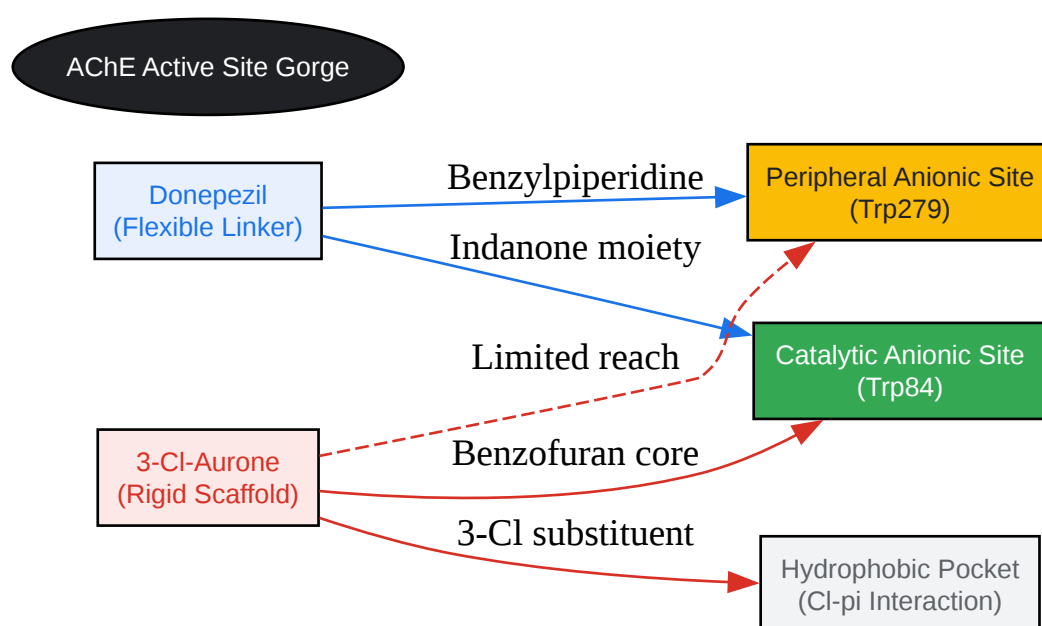 AChE Active Site Gorge
Donepezil
(Flexible Linker)
Benzylpiperidine
Indanone moiety
Peripheral Anionic Site
(Trp279)
Limited reach
Catalytic Anionic Site
(Trp84)
3-Cl-Aurone
(Rigid Scaffold)
Benzofuran core
3-Cl substituent
Hydrophobic Pocket
(Cl-pi Interaction)